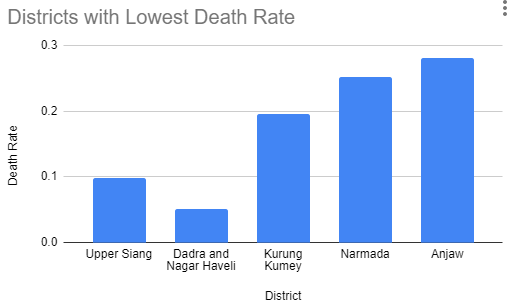 Districts with Lowest Death Rate
0.3
0.2
0.1
0.0
Death Rate
Upper Siang
Dadra and
Nagar Haveli
Kurung
Kumey
Narmada
Anjaw
District